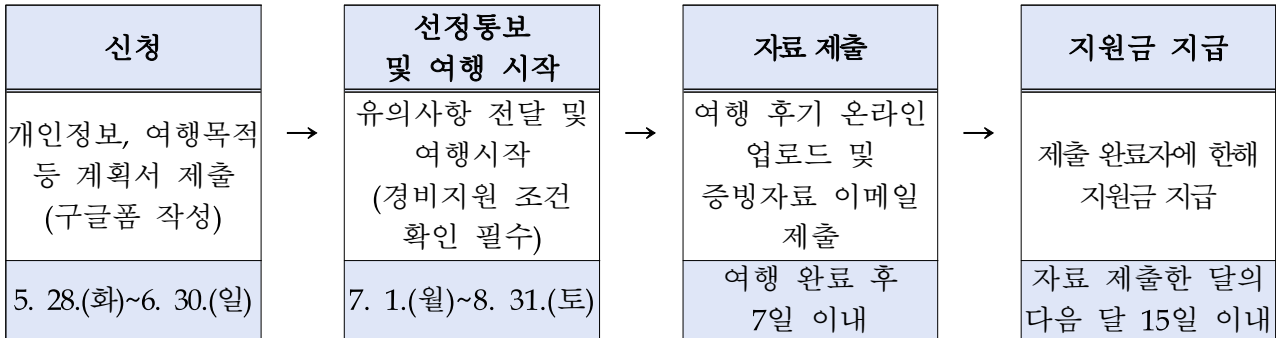 신청
개인정보, 여행목적
등 계획서 제출
(구글폼 작성)
5. 28.(화)~6. 30.(일)
→
선정통보
및 여행 시작
유의사항 전달 및
여행시작
(경비지원 조건
확인 필수)
7. 1.(월)~8. 31.(토)
→
자료 제출
여행 후기 온라인
업로드 및
증빙자료 이메일
제출
여행 완료 후
7일 이내
→
지원금 지급
제출 완료자에 한해
지원금 지급
자료 제출한 달의
다음 달 15일 이내